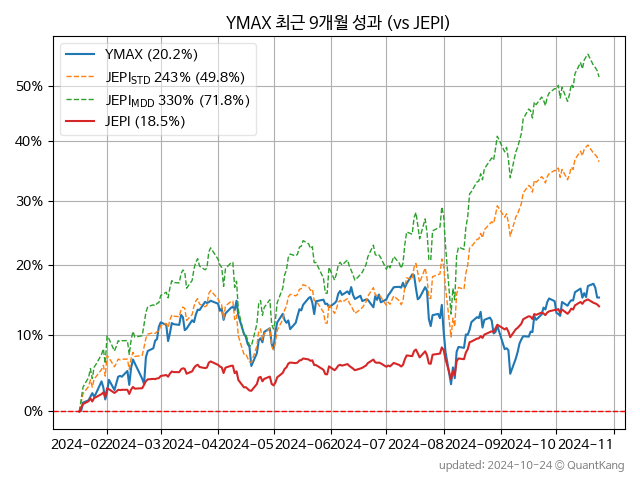 YMAX 최근 9개월 성과 (vs JEPI)
YMAX (20.2%)
JEPI_STD 243% (49.8%)
JEPI_MDD 330% (71.8%)
JEPI (18.5%)
50%
40%
30%
20%
10%
0%
2024-02 2024-03 2024-04 2024-05 2024-06 2024-07 2024-08 2024-09 2024-10 2024-11
updated: 2024-10-24 © QuantKang